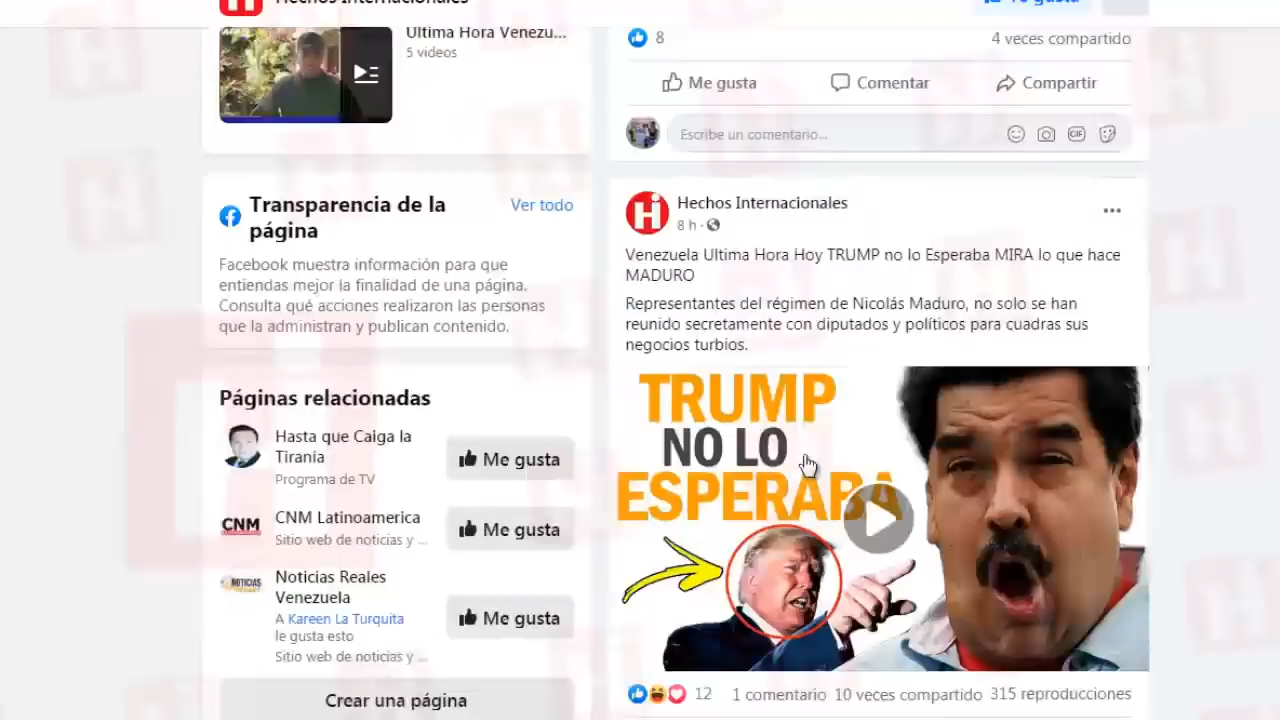 Hechos Internacionales
Te gusta
Ultima Hora Venezu...
5 videos
8
4 veces compartido
Me gusta
Comentar
Compartir
Escribe un comentario...
GIF
Transparencia de la
página
Ver todo
Facebook muestra información para que
entiendas mejor la finalidad de una página.
Consulta qué acciones realizaron las personas
que la administran y publican contenido.
Páginas relacionadas
Hasta que Caiga la
Tirania
Programa de TV
Me gusta
CNM
CNM Latinoamerica
Sitio web de noticias y ...
Me gusta
NOTICIAS
Noticias Reales
Venezuela
A Kareen La Turquita
le gusta esto
Sitio web de noticias y ...
Me gusta
Crear una página
Hechos Internacionales
8 h ·
Venezuela Ultima Hora Hoy TRUMP no lo Esperaba MIRA lo que hace
MADURO
Representantes del régimen de Nicolás Maduro, no solo se han
reunido secretamente con diputados y políticos para cuadras sus
negocios turbios.
TRUMP
NO LO
ESPERABA
12
1 comentario 10 veces compartido 315 reproducciones